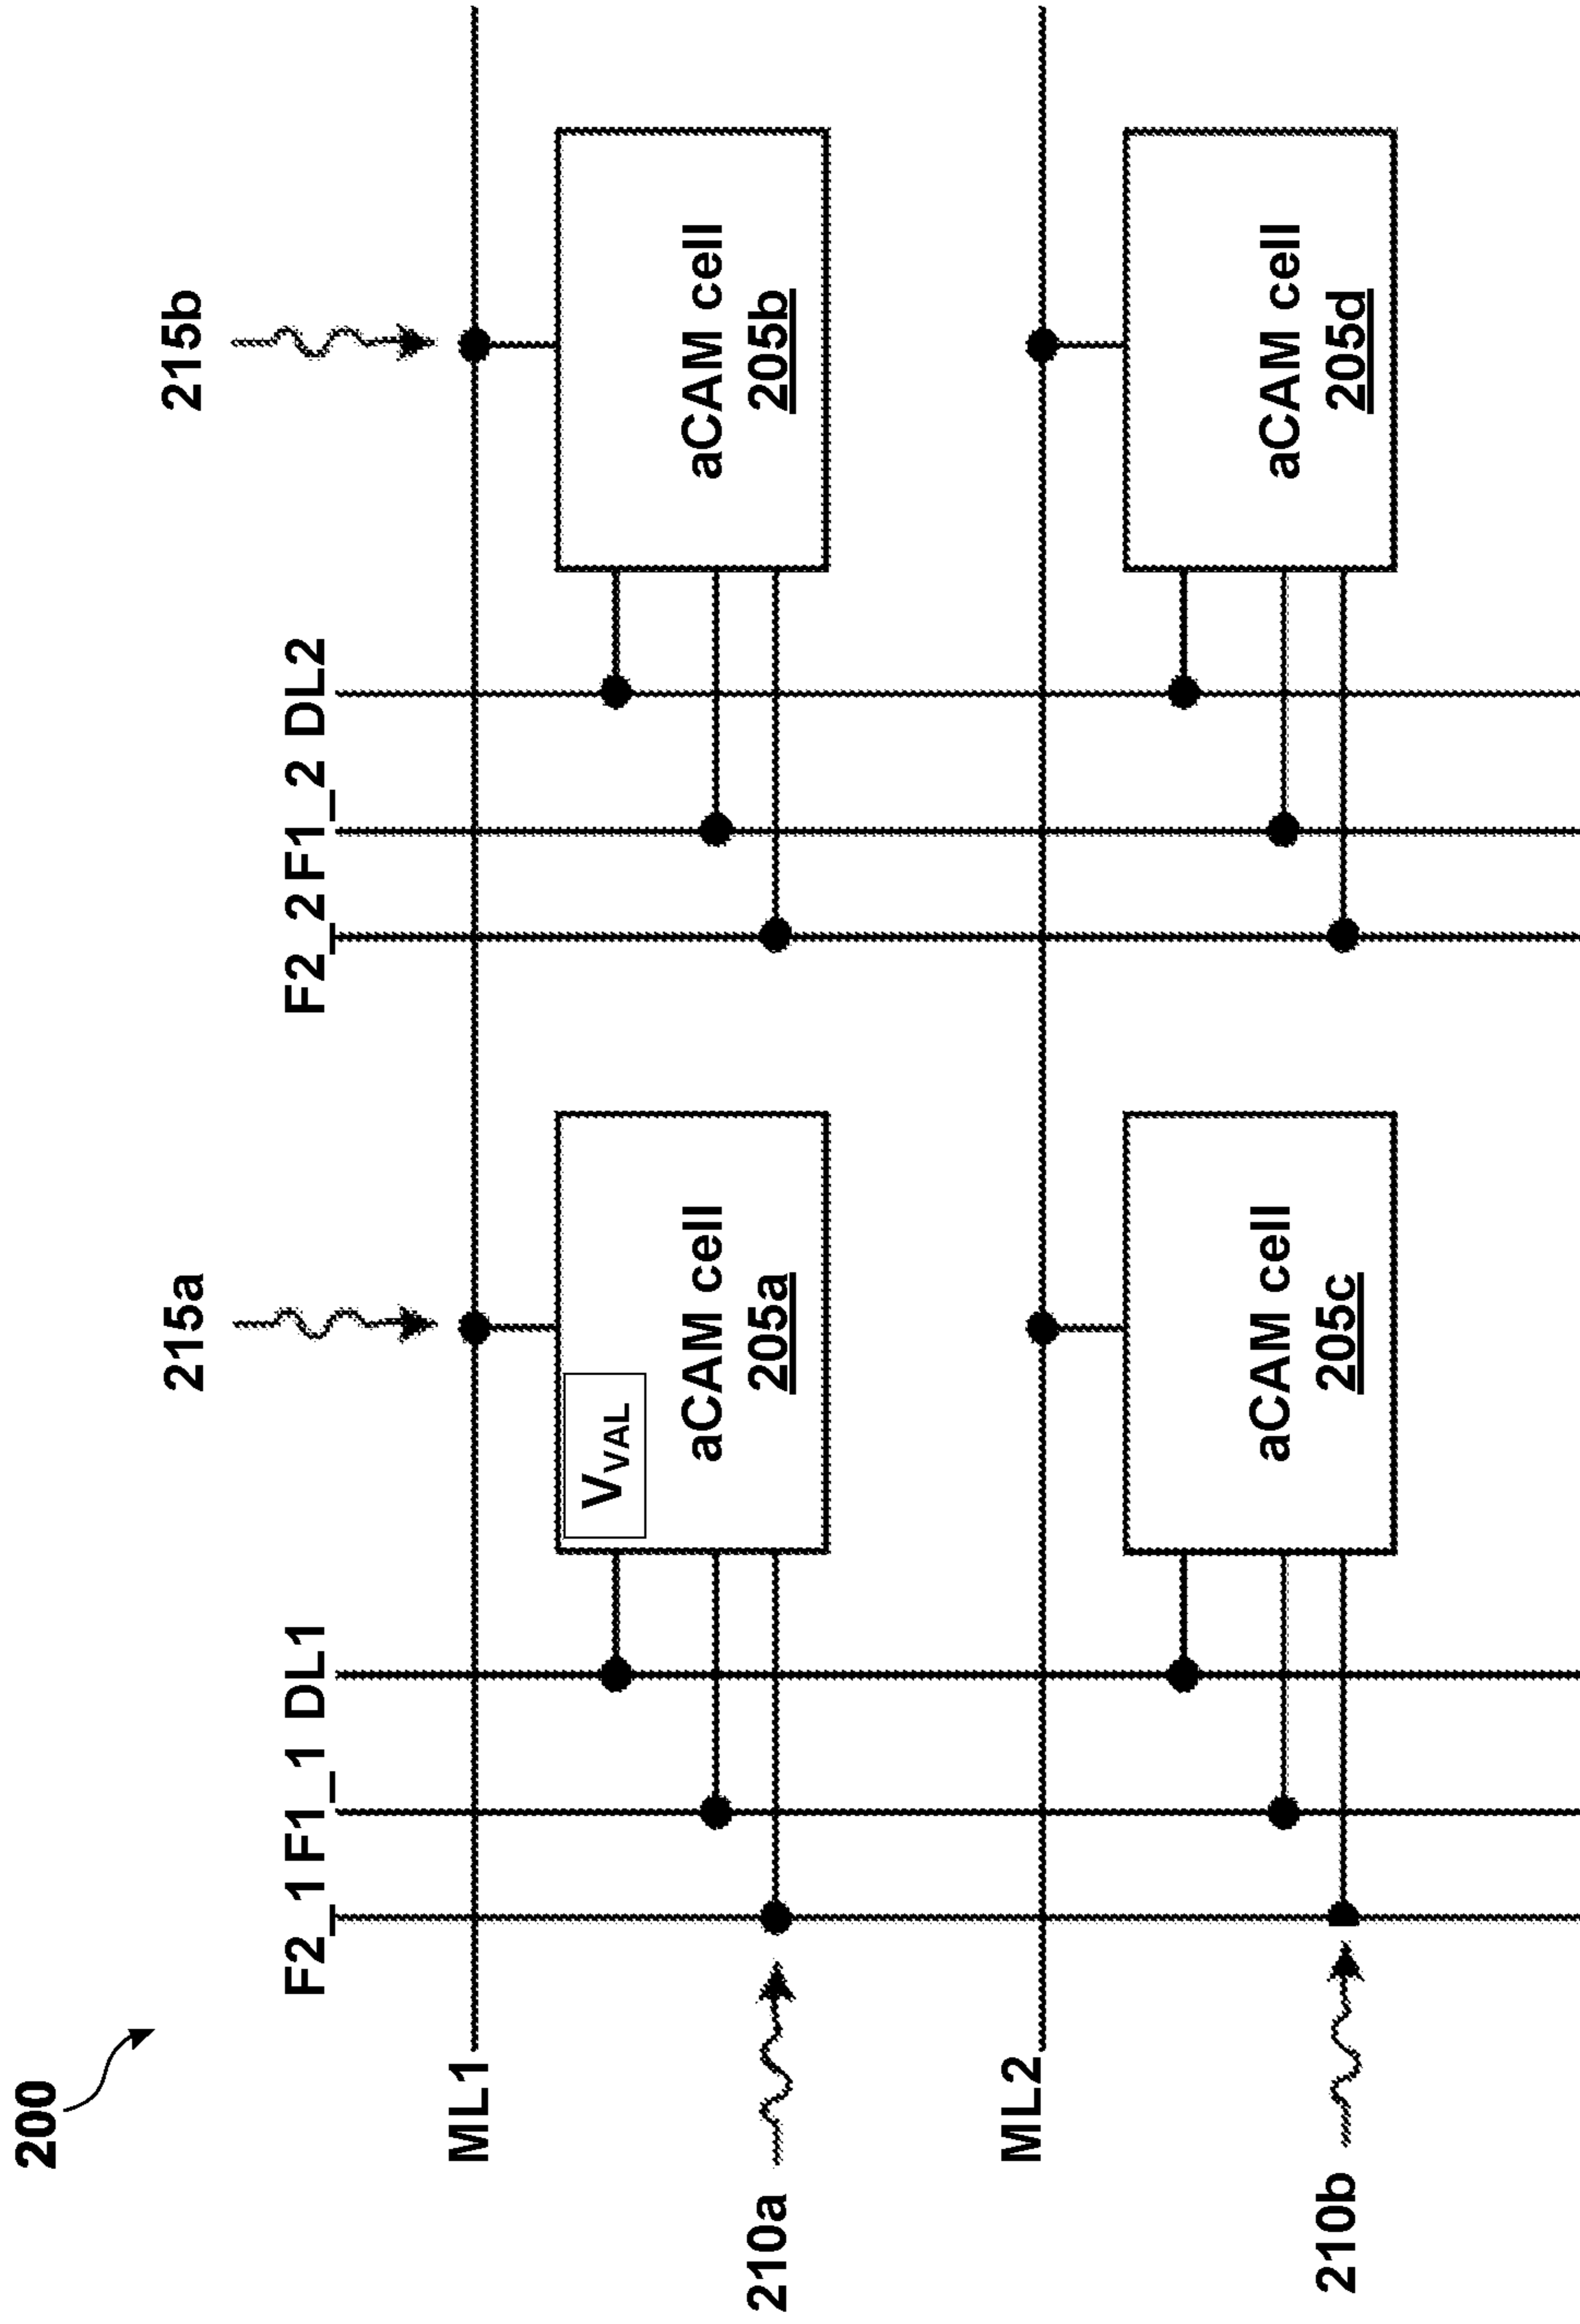 200
215a
215b
F2_1 F1_1 DL1
F2_2 F1_2 DL2
ML1
VVAL
aCAM cell
205a
aCAM cell
205b
210a
ML2
aCAM cell
205c
aCAM cell
205d
210b